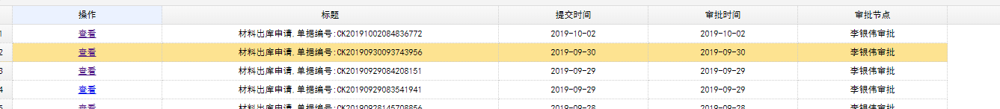 操作 标题 提交时间 审批时间 审批节点
1 查看 材料出库申请,单据编号:CK20191002084836772 2019-10-02 2019-10-02 李银伟审批
2 查看 材料出库申请,单据编号:CK20190930093743956 2019-09-30 2019-09-30 李银伟审批
3 查看 材料出库申请,单据编号:CK20190929084208151 2019-09-29 2019-09-29 李银伟审批
4 查看 材料出库申请,单据编号:CK20190929083541941 2019-09-29 2019-09-29 李银伟审批
5 查看 材料出库申请,单据编号:CK20190928145708856 2019-09-28 2019-09-28 李银伟审批